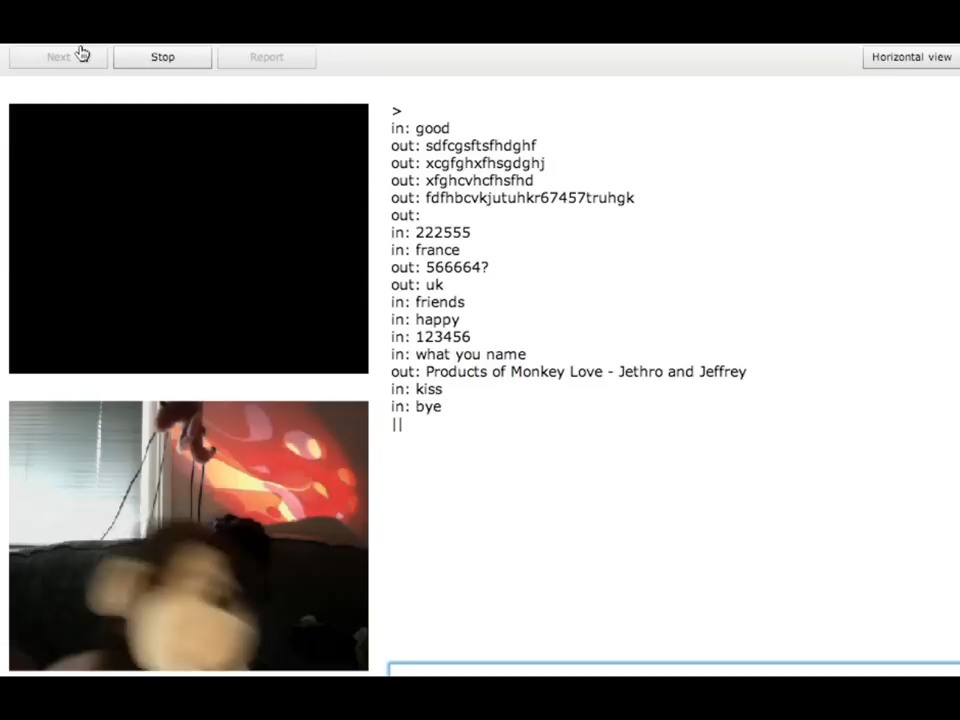 Next Stop Report Horizontal view
>
in: good
out: sdfcgsftsfhdghf
out: xcgfghxfhsgdghj
out: xfghcvhcfhsfhd
out: fdfhbcvkjutuhkr67457truhgk
out:
in: 222555
in: france
out: 566664?
out: uk
in: friends
in: happy
in: 123456
in: what you name
out: Products of Monkey Love - Jethro and Jeffrey
in: kiss
in: bye
||